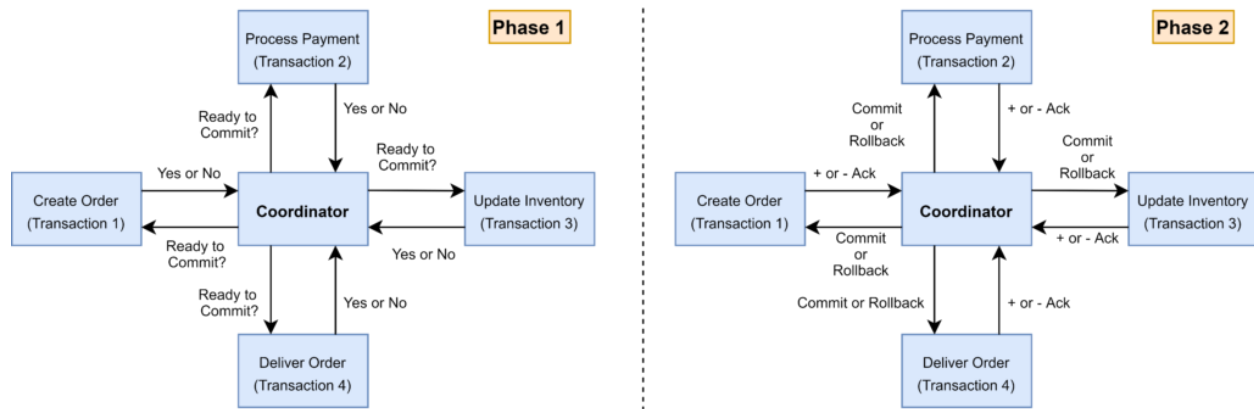 Phase 1
Process Payment
(Transaction 2)
Ready to
Commit?
Yes or No
Ready to
Commit?
Yes or No
Create Order
(Transaction 1)
Coordinator
Update Inventory
(Transaction 3)
Ready to
Commit?
Yes or No
Ready to
Commit?
Yes or No
Deliver Order
(Transaction 4)
Phase 2
Process Payment
(Transaction 2)
Commit
or
Rollback
+ or - Ack
Commit
or
Rollback
+ or - Ack
Create Order
(Transaction 1)
Coordinator
Update Inventory
(Transaction 3)
Commit
or
Rollback
+ or - Ack
Commit or Rollback
+ or - Ack
Deliver Order
(Transaction 4)